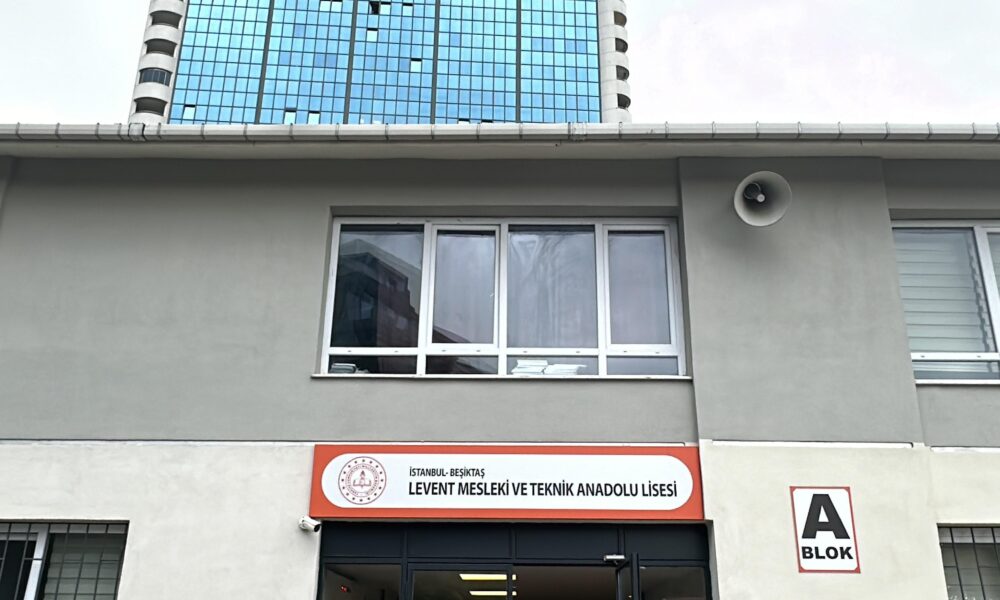 İSTANBUL- BEŞİKTAŞ
LEVENT MESLEKİ VE TEKNİK ANADOLU LİSESİ
A
BLOK